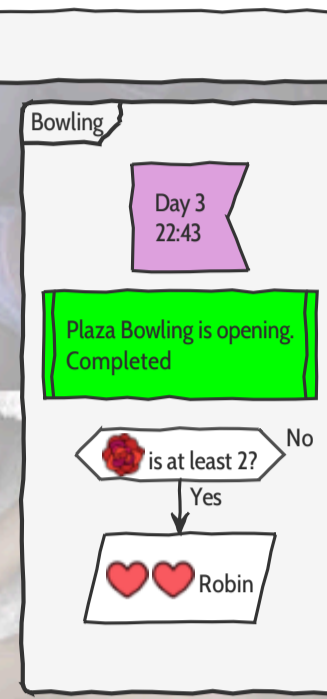 Bowling
Day 3
22:43
Plaza Bowling is opening.
Completed
is at least 2?
No
Yes
Robin